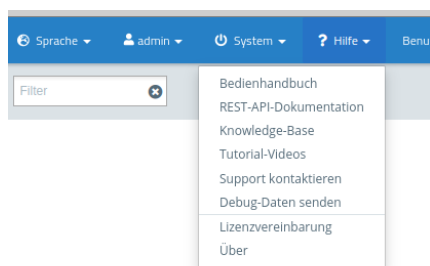 Sprache admin System ? Hilfe Benu
Filter
Bedienhandbuch
REST-API-Dokumentation
Knowledge-Base
Tutorial-Videos
Support kontaktieren
Debug-Daten senden
Lizenzvereinbarung
Über